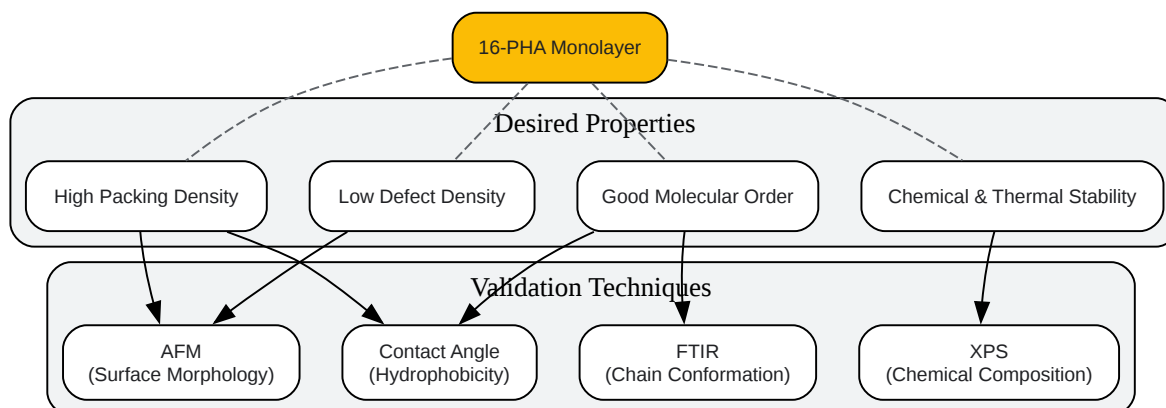 16-PHA Monolayer
Desired Properties
High Packing Density
Low Defect Density
Good Molecular Order
Chemical & Thermal Stability
Validation Techniques
AFM
(Surface Morphology)
Contact Angle
(Hydrophobicity)
FTIR
(Chain Conformation)
XPS
(Chemical Composition)